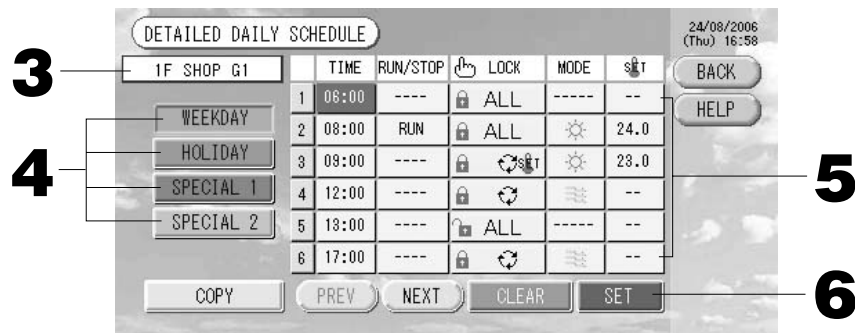 DETAILED DAILY SCHEDULE
24/08/2006
(Thu) 16:58
3
1F SHOP G1
TIME RUN/STOP LOCK MODE SET
BACK
HELP
1 06:00 ---- ALL ----- --
WEEKDAY
2 08:00 RUN ALL 24.0
HOLIDAY
3 09:00 ---- SET 23.0
4
SPECIAL 1
4 12:00 ---- --
5
SPECIAL 2
5 13:00 ---- ALL ----- --
6 17:00 ---- --
COPY PREV NEXT CLEAR SET
6